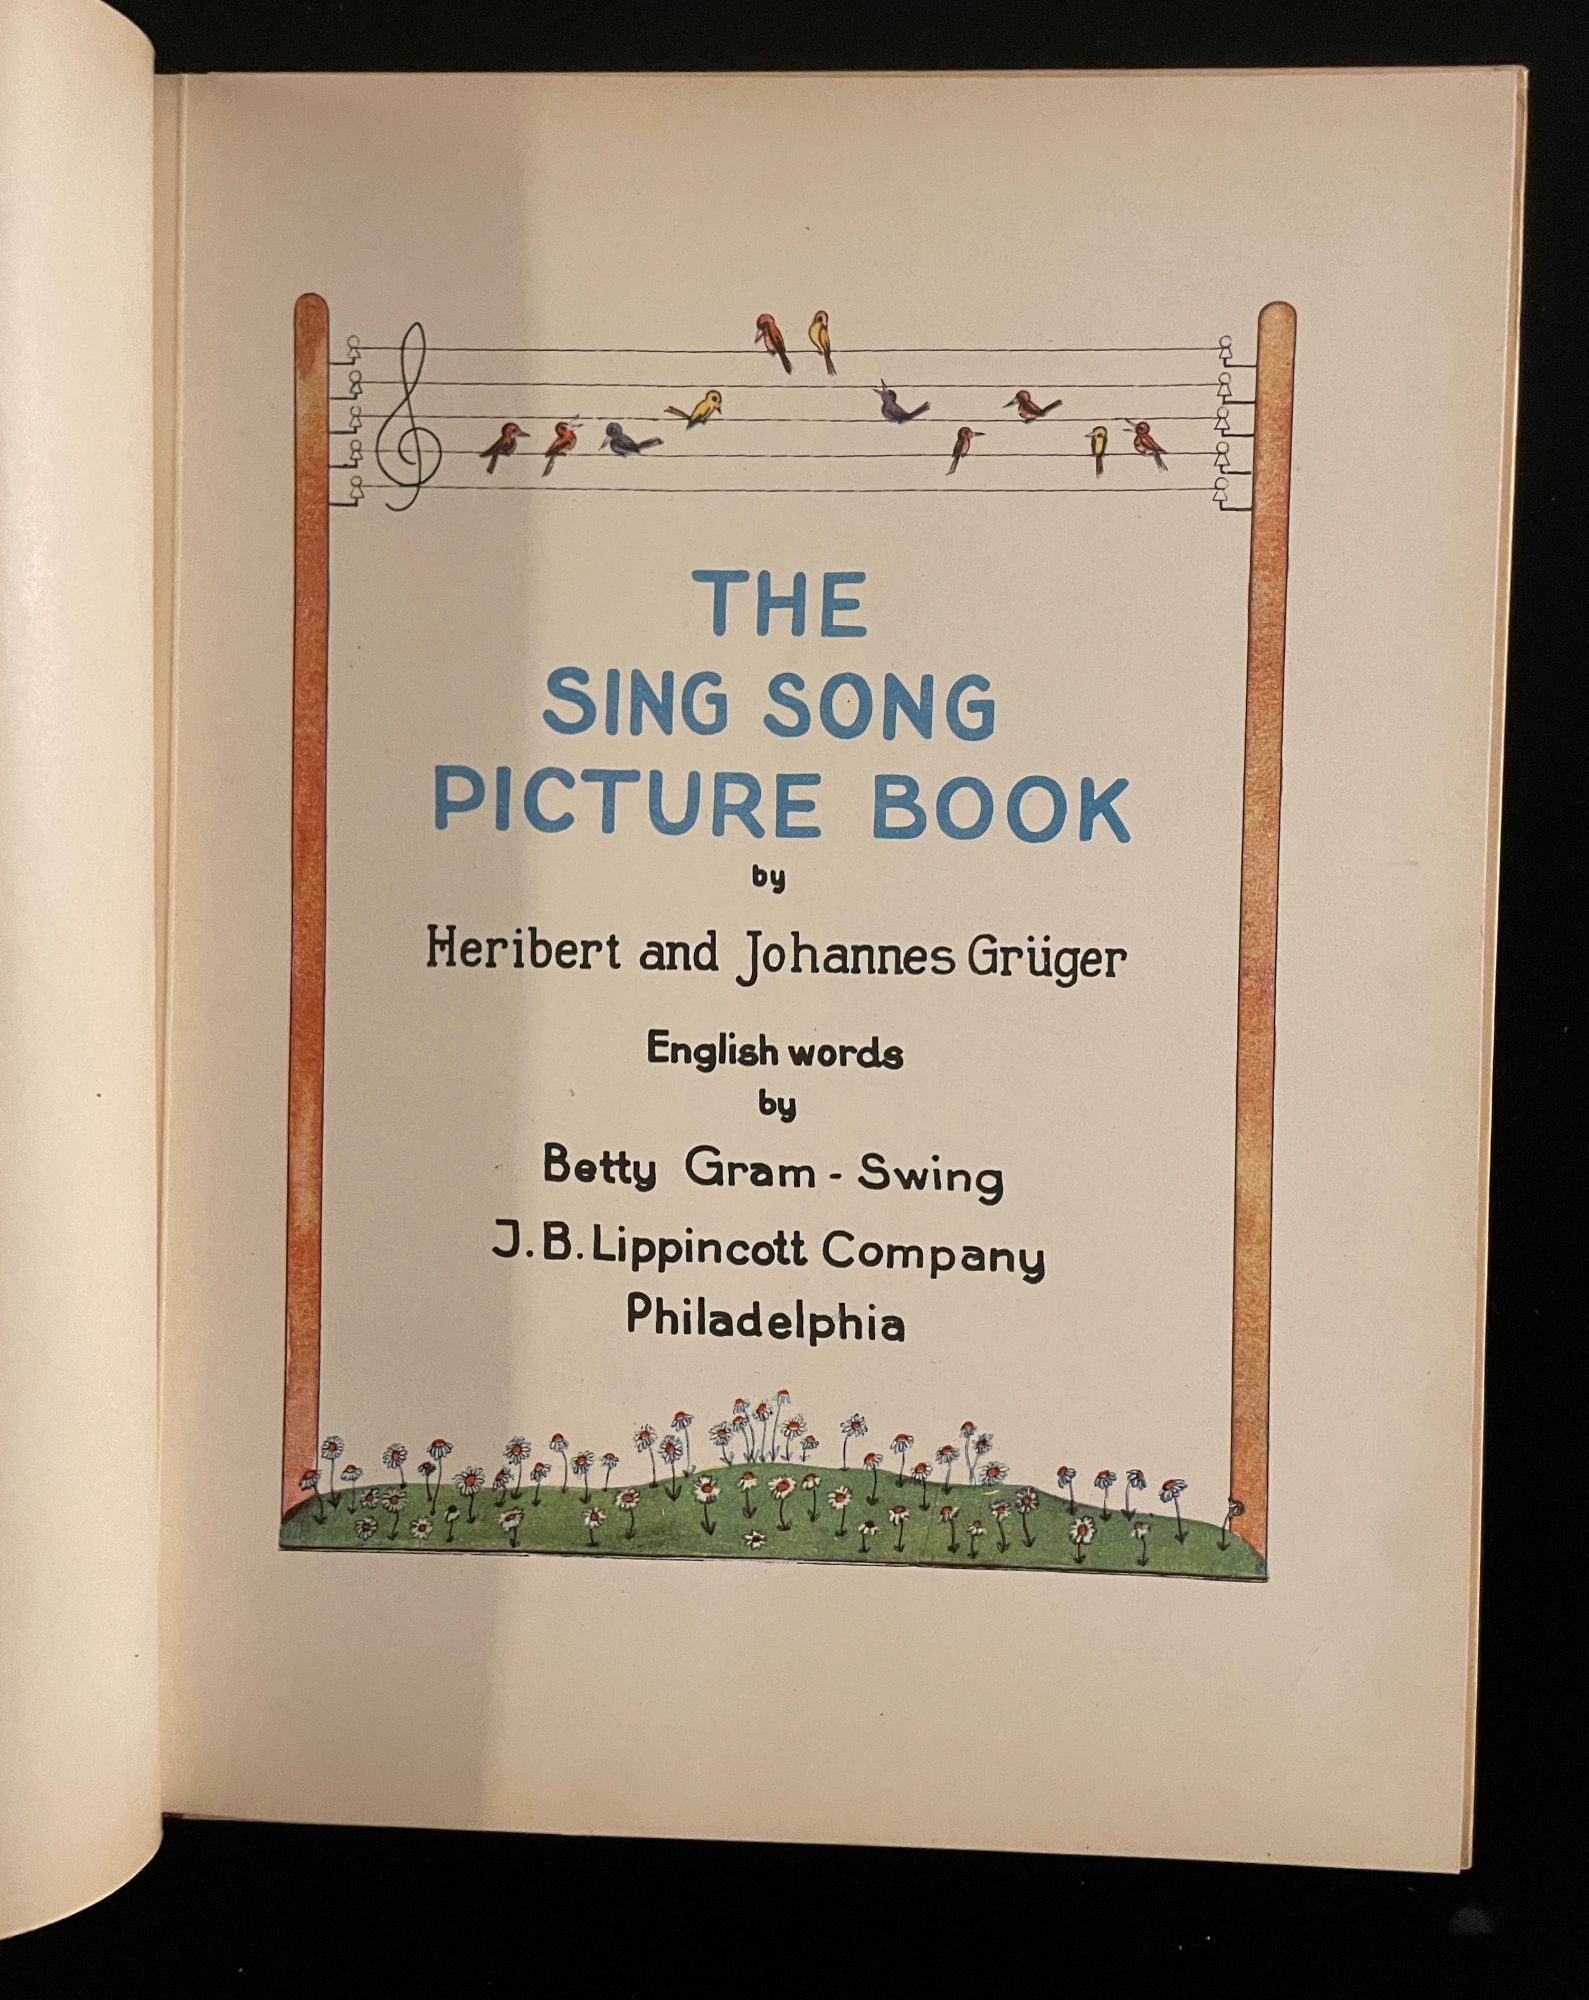 THE
SING SONG
PICTURE BOOK
by
Heribert and Johannes Grüger
English words
by
Betty Gram - Swing
J.B. Lippincott Company
Philadelphia